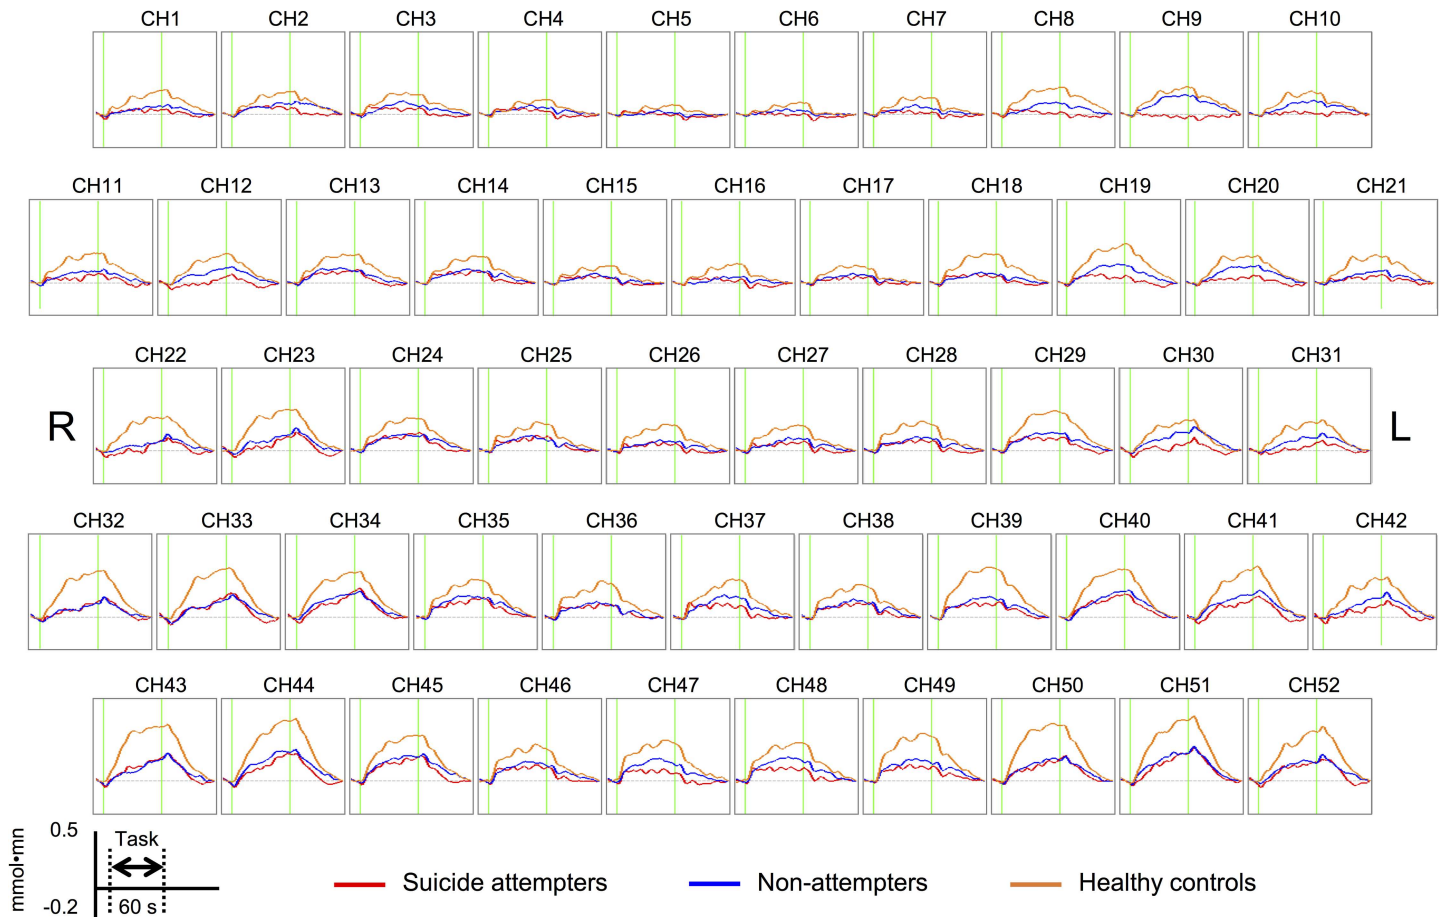 CH1 CH2 CH3 CH4 CH5 CH6 CH7 CH8 CH9 CH10
CH11 CH12 CH13 CH14 CH15 CH16 CH17 CH18 CH19 CH20 CH21
CH22 CH23 CH24 CH25 CH26 CH27 CH28 CH29 CH30 CH31
R L
CH32 CH33 CH34 CH35 CH36 CH37 CH38 CH39 CH40 CH41 CH42
CH43 CH44 CH45 CH46 CH47 CH48 CH49 CH50 CH51 CH52
mmol•mn
0.5
Task
-0.2
60 s
Suicide attempters Non-attempters Healthy controls